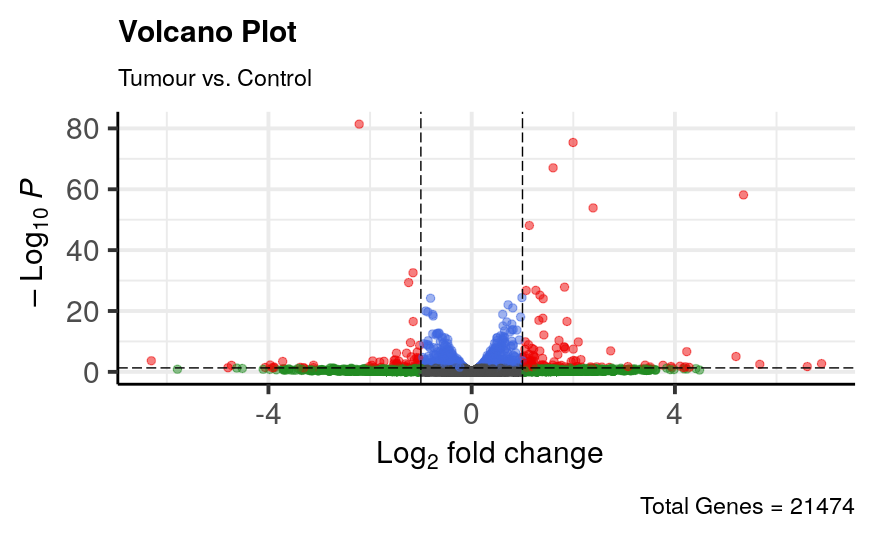 Volcano Plot
Tumour vs. Control
80
60
40
20
0
− Log₁₀ P
-4
0
4
Log₂ fold change
Total Genes = 21474